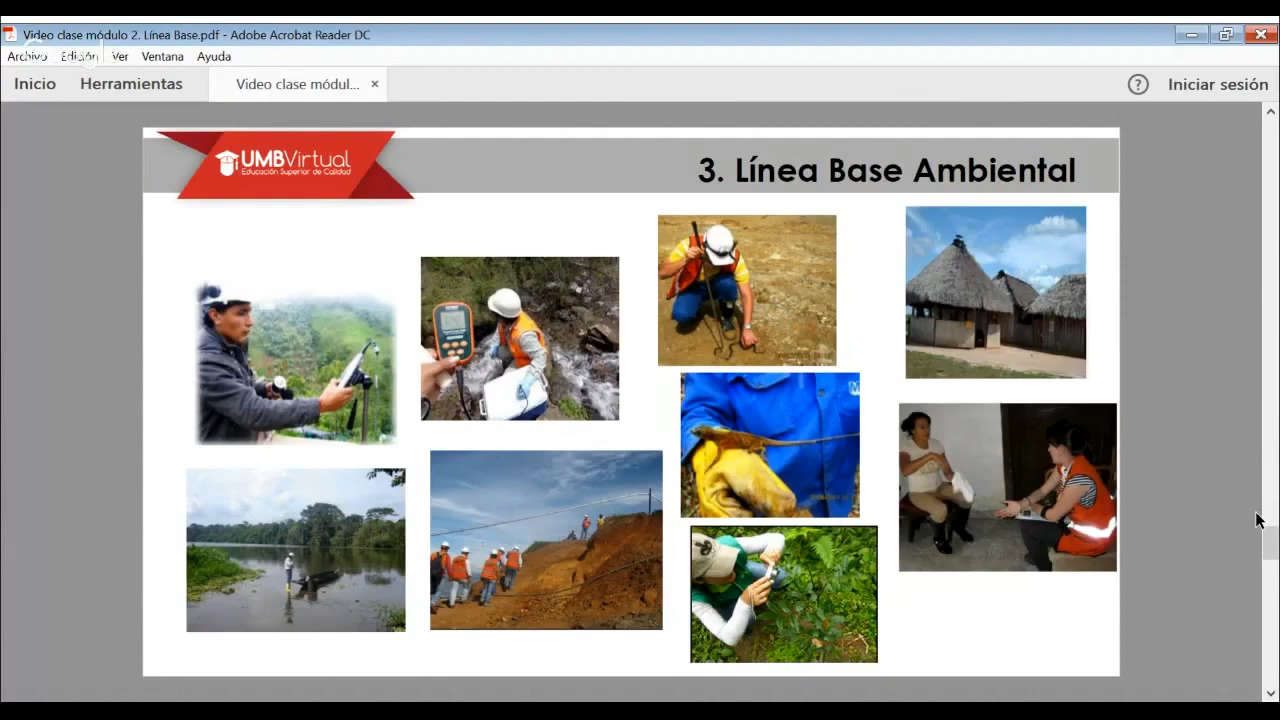 Video clase módulo 2. Línea Base.pdf - Adobe Acrobat Reader DC
Archivo Edición Ver Ventana Ayuda
Inicio Herramientas Video clase módul... × ? Iniciar sesión
UMBVirtual
Educación Superior de Calidad
3. Línea Base Ambiental